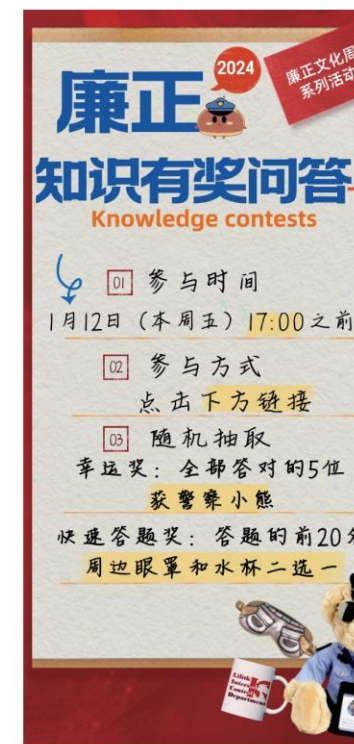 2024
廉正文化周
系列活动
廉正
知识有奖问答
Knowledge contests
01 参与时间
1月12日（本周五）17:00之前
02 参与方式
点击下方链接
03 随机抽取
幸运奖：全部答对的5位
获警察小熊
快速答题奖：答题的前20
周边眼罩和水杯二选一
Lilith
Internal
Control
Department